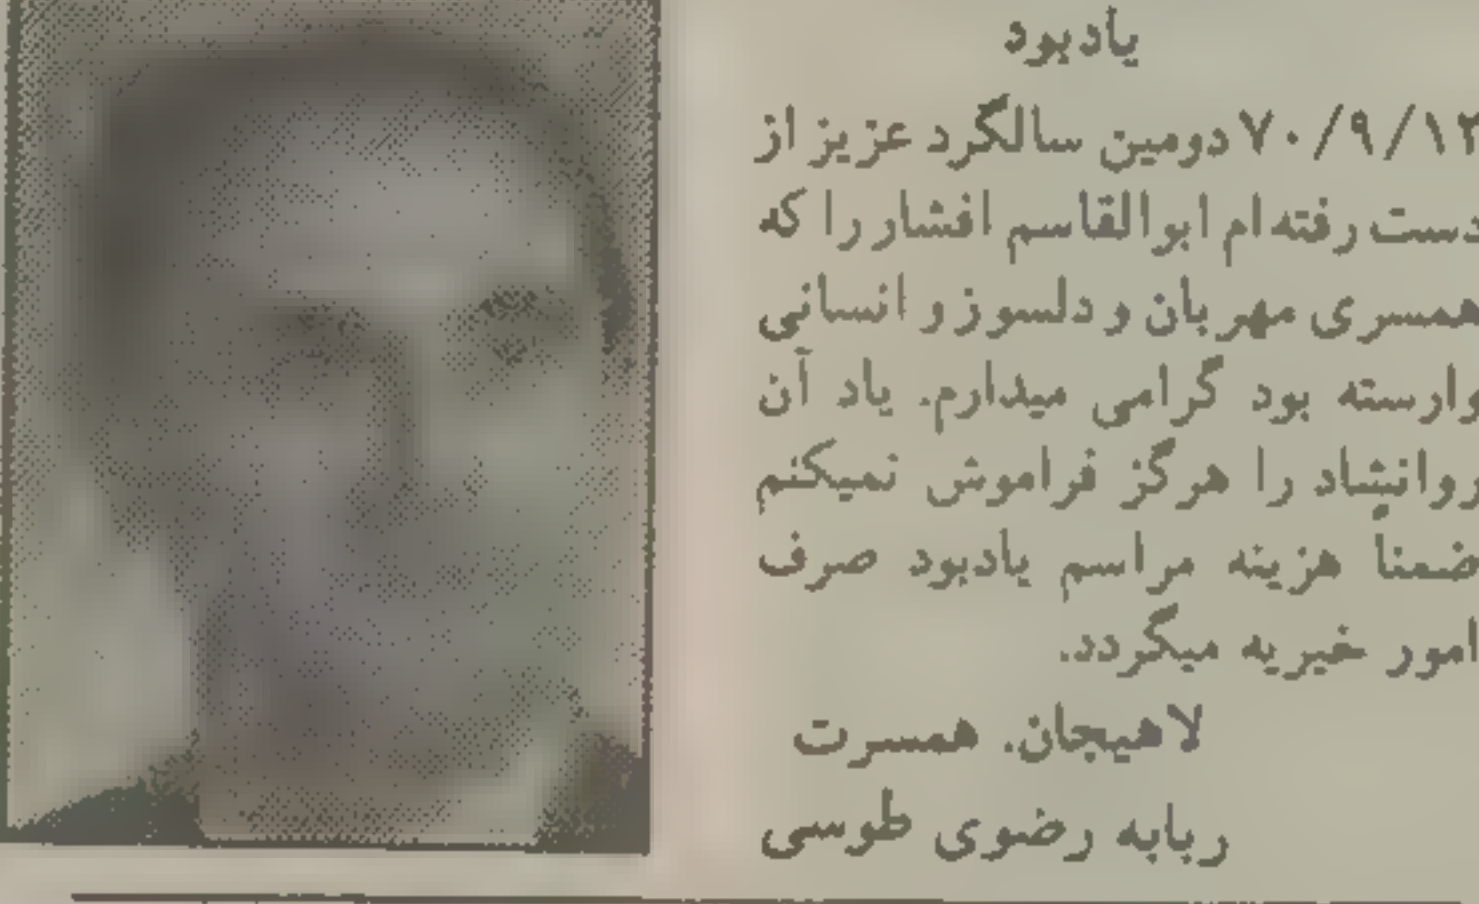 یادبود
۷۰/۹/۱۲ دومین سالگرد عزیز از
دست رفته‌ام ابوالقاسم افشار را که
همسری مهربان و دلسوز و انسانی
وارسته بود گرامی میدارم. یاد آن
روانشاد را هرگز فراموش نمیکنم
ضمناً هزینه مراسم یادبود صرف
امور خیریه میگردد.
لاهیجان. همسرت
ربابه رضوی طوسی